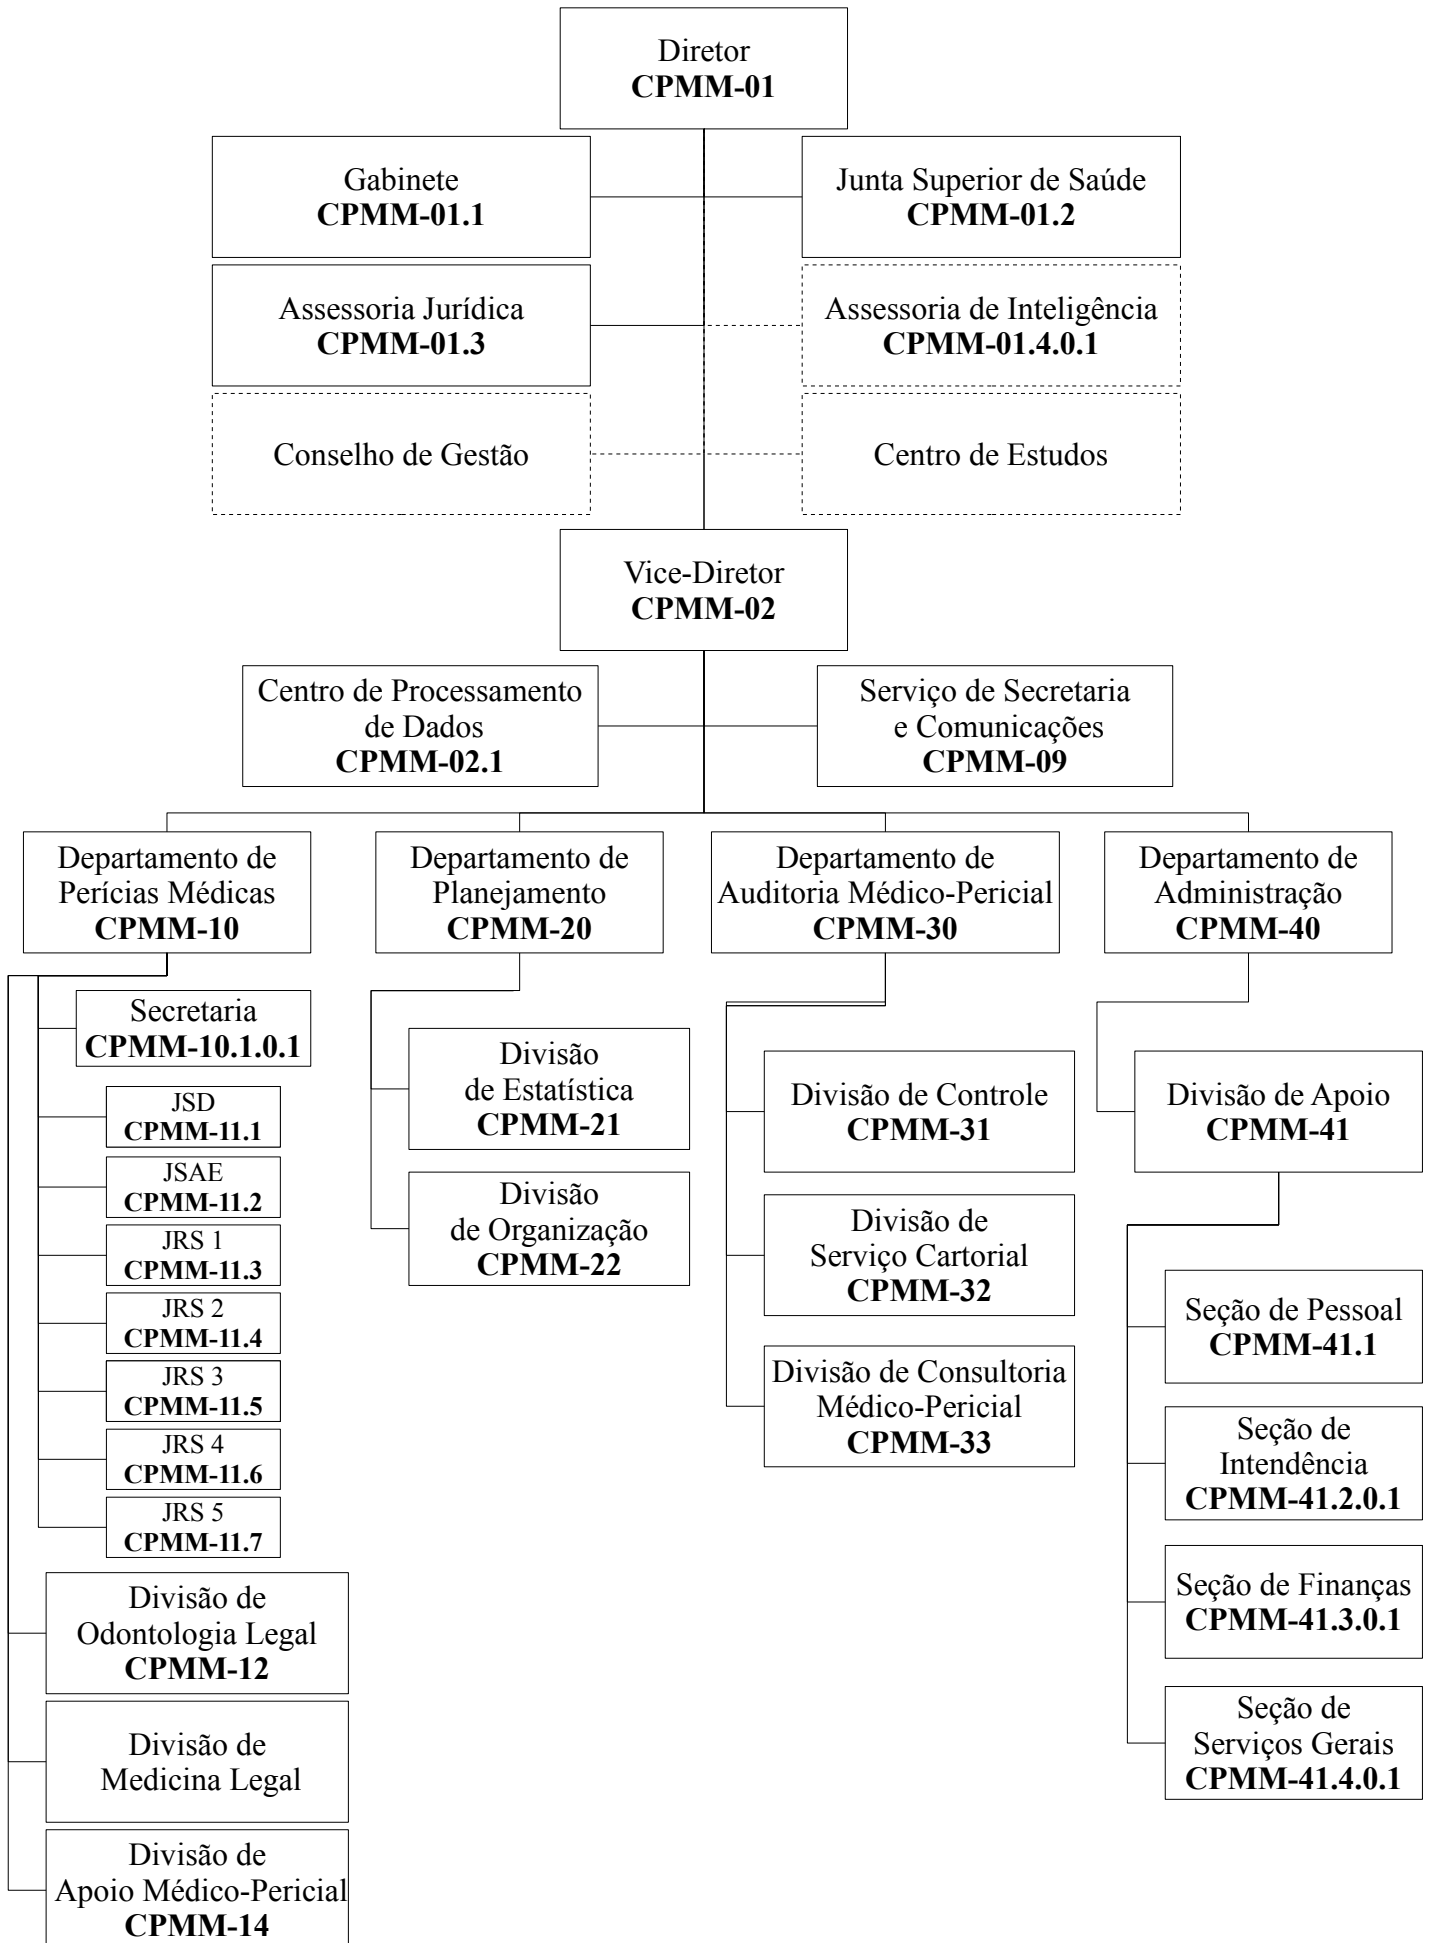 Diretor
CPMM-01
Gabinete
CPMM-01.1
Junta Superior de Saúde
CPMM-01.2
Assessoria Jurídica
CPMM-01.3
Assessoria de Inteligência
CPMM-01.4.0.1
Conselho de Gestão
Centro de Estudos
Vice-Diretor
CPMM-02
Centro de Processamento
de Dados
CPMM-02.1
Serviço de Secretaria
e Comunicações
CPMM-09
Departamento de
Perícias Médicas
CPMM-10
Departamento de
Planejamento
CPMM-20
Departamento de
Auditoria Médico-Pericial
CPMM-30
Departamento de
Administração
CPMM-40
Secretaria
CPMM-10.1.0.1
JSD
CPMM-11.1
JSAE
CPMM-11.2
JRS 1
CPMM-11.3
JRS 2
CPMM-11.4
JRS 3
CPMM-11.5
JRS 4
CPMM-11.6
JRS 5
CPMM-11.7
Divisão de
Odontologia Legal
CPMM-12
Divisão de
Medicina Legal
Divisão de
Apoio Médico-Pericial
CPMM-14
Divisão
de Estatística
CPMM-21
Divisão
de Organização
CPMM-22
Divisão de Controle
CPMM-31
Divisão de
Serviço Cartorial
CPMM-32
Divisão de Consultoria
Médico-Pericial
CPMM-33
Divisão de Apoio
CPMM-41
Seção de Pessoal
CPMM-41.1
Seção de
Intendência
CPMM-41.2.0.1
Seção de Finanças
CPMM-41.3.0.1
Seção de
Serviços Gerais
CPMM-41.4.0.1